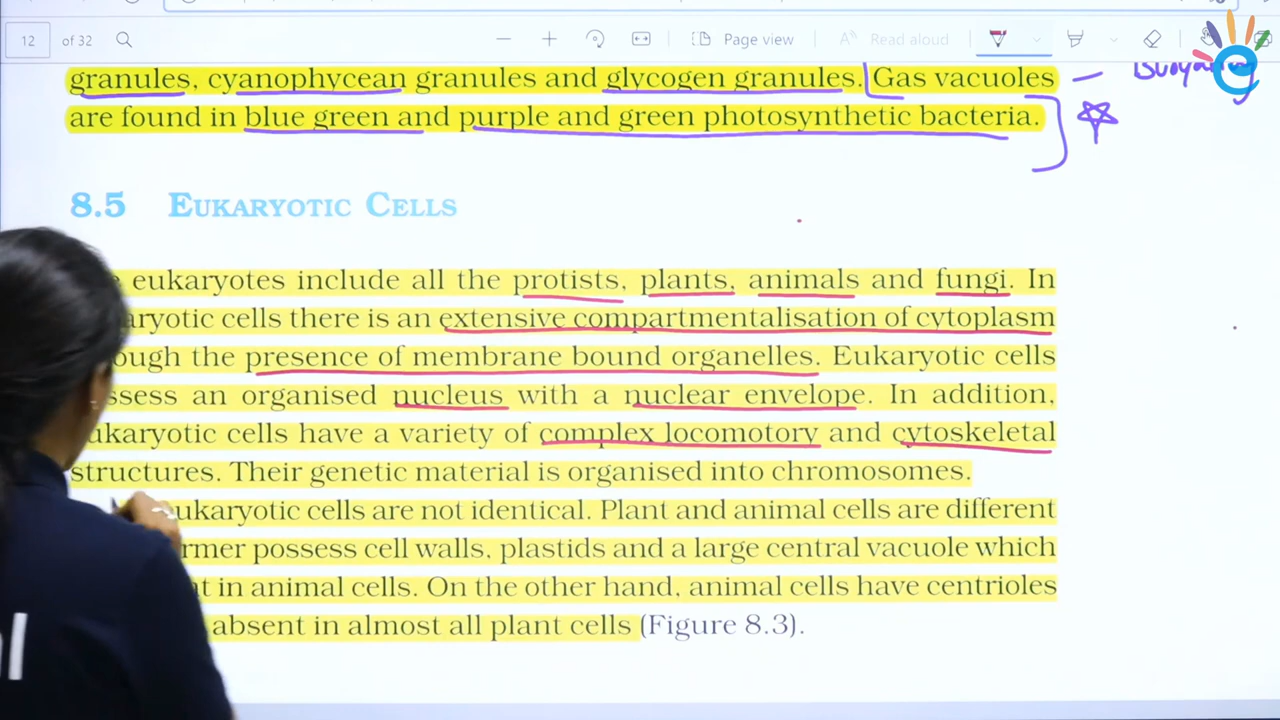 12 of 32 Page view Read aloud
granules, cyanophycean granules and glycogen granules. Gas vacuoles
are found in blue green and purple and green photosynthetic bacteria.
8.5 EUKARYOTIC CELLS
eukaryotes include all the protists, plants, animals and fungi. In
aryotic cells there is an extensive compartmentalisation of cytoplasm
ough the presence of membrane bound organelles. Eukaryotic cells
ssess an organised nucleus with a nuclear envelope. In addition,
ukaryotic cells have a variety of complex locomotory and cytoskeletal
structures. Their genetic material is organised into chromosomes.
ukaryotic cells are not identical. Plant and animal cells are different
rmer possess cell walls, plastids and a large central vacuole which
t in animal cells. On the other hand, animal cells have centrioles
absent in almost all plant cells (Figure 8.3).